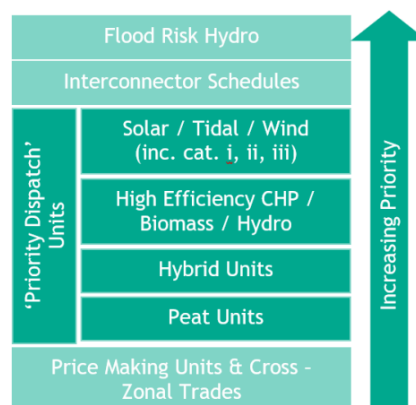 Flood Risk Hydro
Interconnector Schedules
'Priority Dispatch'
Units
Solar / Tidal / Wind
(inc. cat. i, ii, iii)
High Efficiency CHP /
Biomass / Hydro
Hybrid Units
Peat Units
Price Making Units & Cross –
Zonal Trades
Increasing Priority